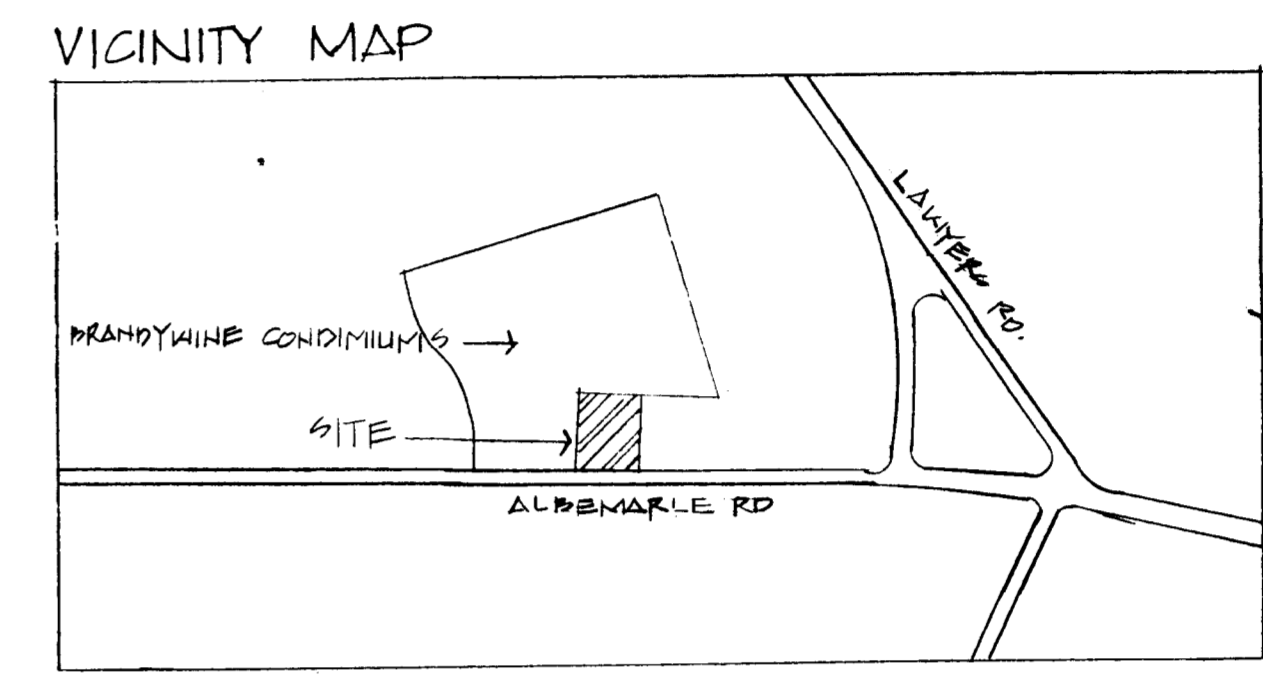 VICINITY MAP
LAWYERS RD.
BRANDYWINE CONDIMIUMS
SITE
ALBEMARLE RD